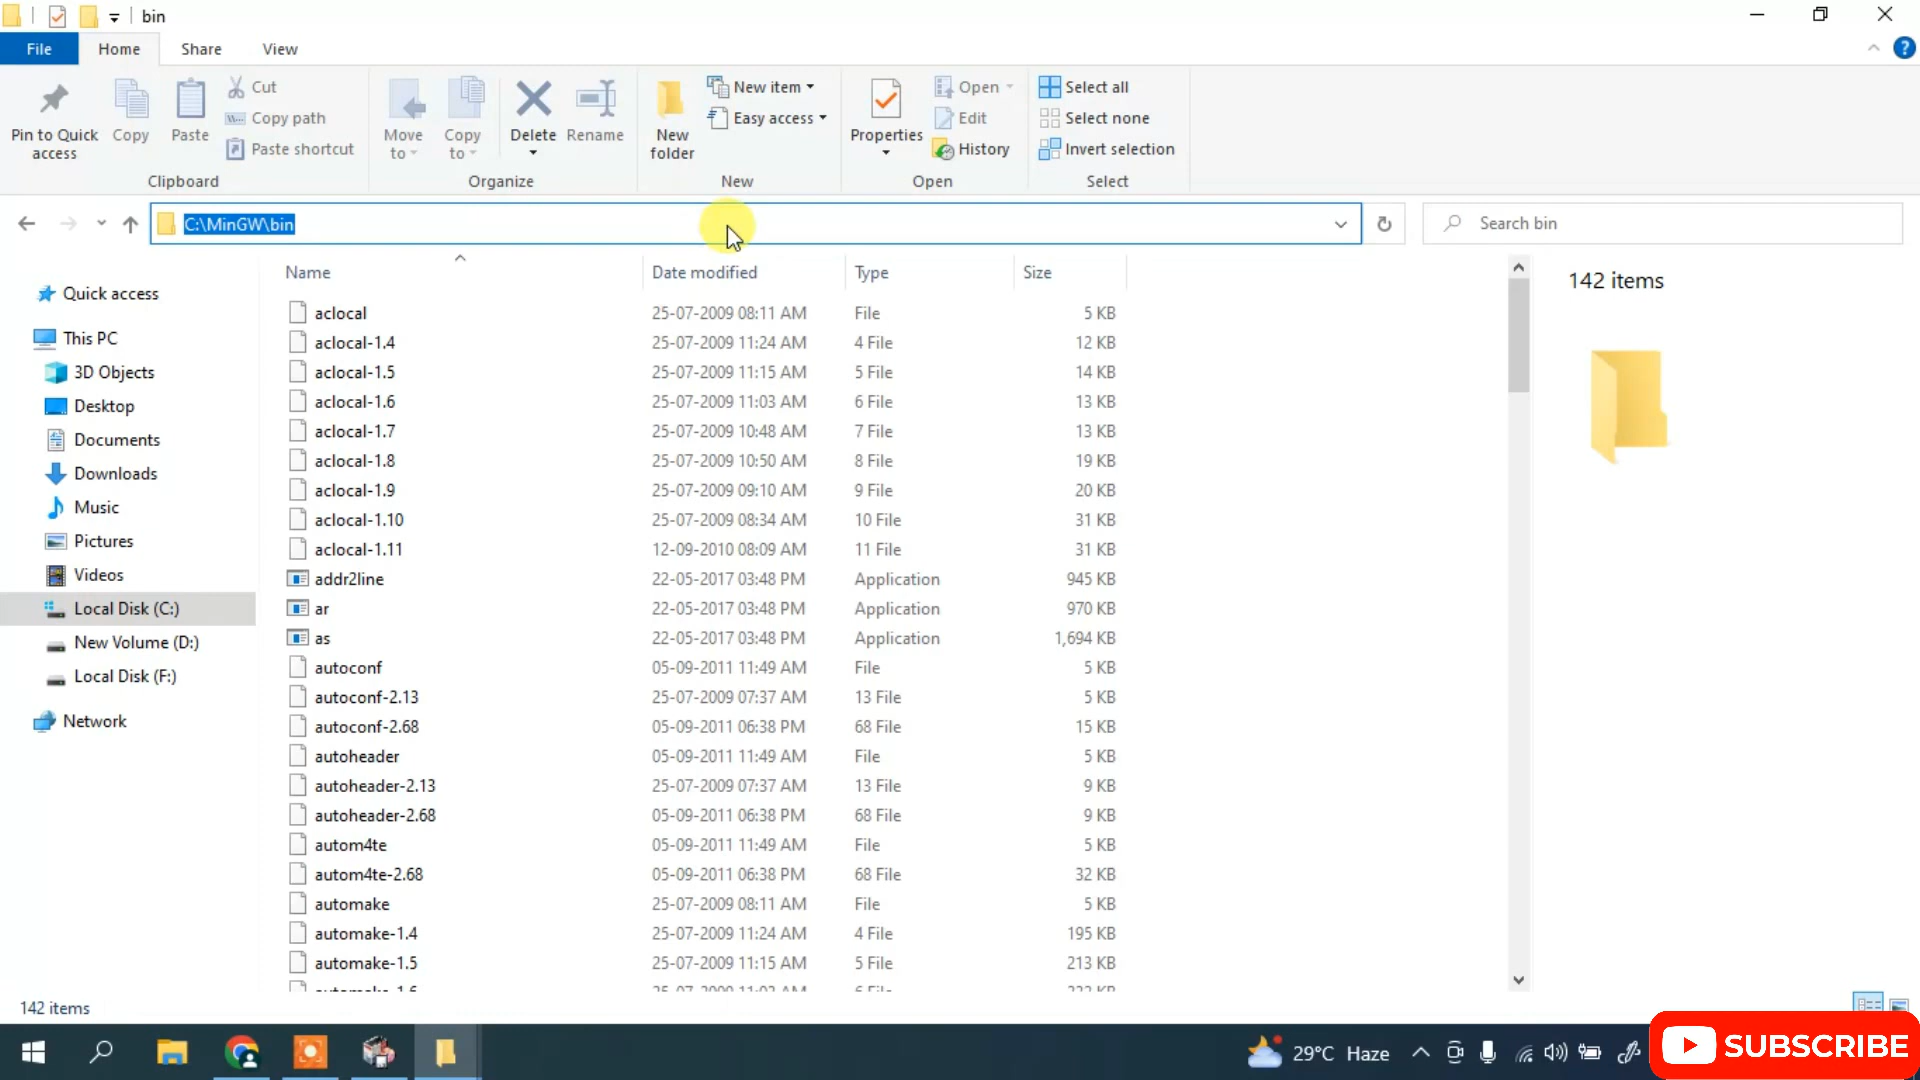 bin
File Home Share View
Pin to Quick access
Copy
Paste
Cut
Copy path
Paste shortcut
Clipboard
Move to
Copy to
Delete
Rename
Organize
New folder
New item
Easy access
New
Properties
Open
Edit
History
Open
Select all
Select none
Invert selection
Select
C:\MinGW\bin
Search bin
Quick access
This PC
3D Objects
Desktop
Documents
Downloads
Music
Pictures
Videos
Local Disk (C:)
New Volume (D:)
Local Disk (F:)
Network
Name Date modified Type Size
aclocal 25-07-2009 08:11 AM File 5 KB
aclocal-1.4 25-07-2009 11:24 AM 4 File 12 KB
aclocal-1.5 25-07-2009 11:15 AM 5 File 14 KB
aclocal-1.6 25-07-2009 11:03 AM 6 File 13 KB
aclocal-1.7 25-07-2009 10:48 AM 7 File 13 KB
aclocal-1.8 25-07-2009 10:50 AM 8 File 19 KB
aclocal-1.9 25-07-2009 09:10 AM 9 File 20 KB
aclocal-1.10 25-07-2009 08:34 AM 10 File 31 KB
aclocal-1.11 12-09-2010 08:09 AM 11 File 31 KB
addr2line 22-05-2017 03:48 PM Application 945 KB
ar 22-05-2017 03:48 PM Application 970 KB
as 22-05-2017 03:48 PM Application 1,694 KB
autoconf 05-09-2011 11:49 AM File 5 KB
autoconf-2.13 25-07-2009 07:37 AM 13 File 5 KB
autoconf-2.68 05-09-2011 06:38 PM 68 File 15 KB
autoheader 05-09-2011 11:49 AM File 5 KB
autoheader-2.13 25-07-2009 07:37 AM 13 File 9 KB
autoheader-2.68 05-09-2011 06:38 PM 68 File 9 KB
autom4te 05-09-2011 11:49 AM File 5 KB
autom4te-2.68 05-09-2011 06:38 PM 68 File 32 KB
automake 25-07-2009 08:11 AM File 5 KB
automake-1.4 25-07-2009 11:24 AM 4 File 195 KB
automake-1.5 25-07-2009 11:15 AM 5 File 213 KB
142 items
142 items
29°C Haze
SUBSCRIBE